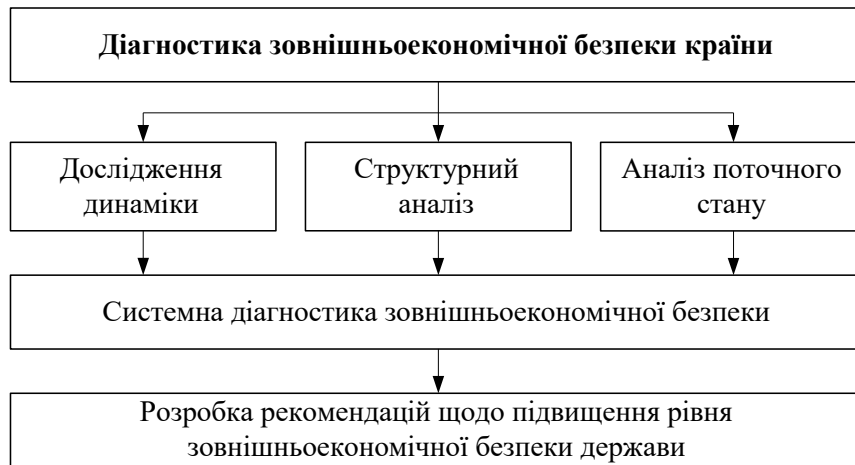 Діагностика зовнішньоекономічної безпеки країни
Дослідження
динаміки
Структурний
аналіз
Аналіз поточного
стану
Системна діагностика зовнішньоекономічної безпеки
Розробка рекомендацій щодо підвищення рівня
зовнішньоекономічної безпеки держави